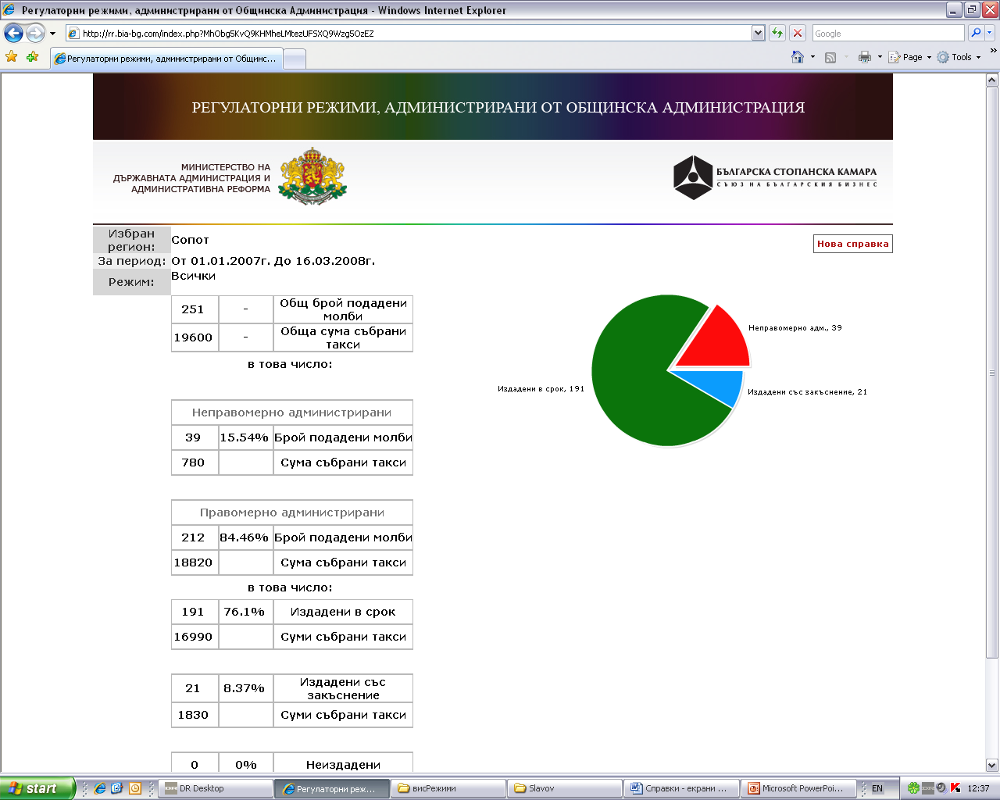 Регулаторни режими, администрирани от Общинска Администрация - Windows Internet Explorer
http://rr.bia-bg.com/index.php?MhObg5KvQ9KHMheLMtezUFSXQ9Wzg5OzEZ
Google
Регулаторни режими, администрирани от Общинс...
Page
Tools
РЕГУЛАТОРНИ РЕЖИМИ, АДМИНИСТРИРАНИ ОТ ОБЩИНСКА АДМИНИСТРАЦИЯ
МИНИСТЕРСТВО НА
ДЪРЖАВНАТА АДМИНИСТРАЦИЯ И
АДМИНИСТРАТИВНА РЕФОРМА
БЪЛГАРСКА СТОПАНСКА КАМАРА
СЪЮЗ НА БЪЛГАРСКИЯ БИЗНЕС
Избран регион: Сопот
Нова справка
За период: От 01.01.2007г. До 16.03.2008г.
Режим: Всички
251 - Общ брой подадени молби
19600 - Обща сума събрани такси
в това число:
Неправомерно администрирани
39 15.54% Брой подадени молби
780 Сума събрани такси
Правомерно администрирани
212 84.46% Брой подадени молби
18820 Сума събрани такси
в това число:
191 76.1% Издадени в срок
16990 Суми събрани такси
21 8.37% Издадени със закъснение
1830 Суми събрани такси
0 0% Неиздадени
Неправомерно адм., 39
Издадени в срок, 191
Издадени със закъснение, 21
start
DR Desktop
Регулаторни реж...
висРежими
Slavov
Справки - екрани ...
Microsoft PowerPoi...
EN
12:37